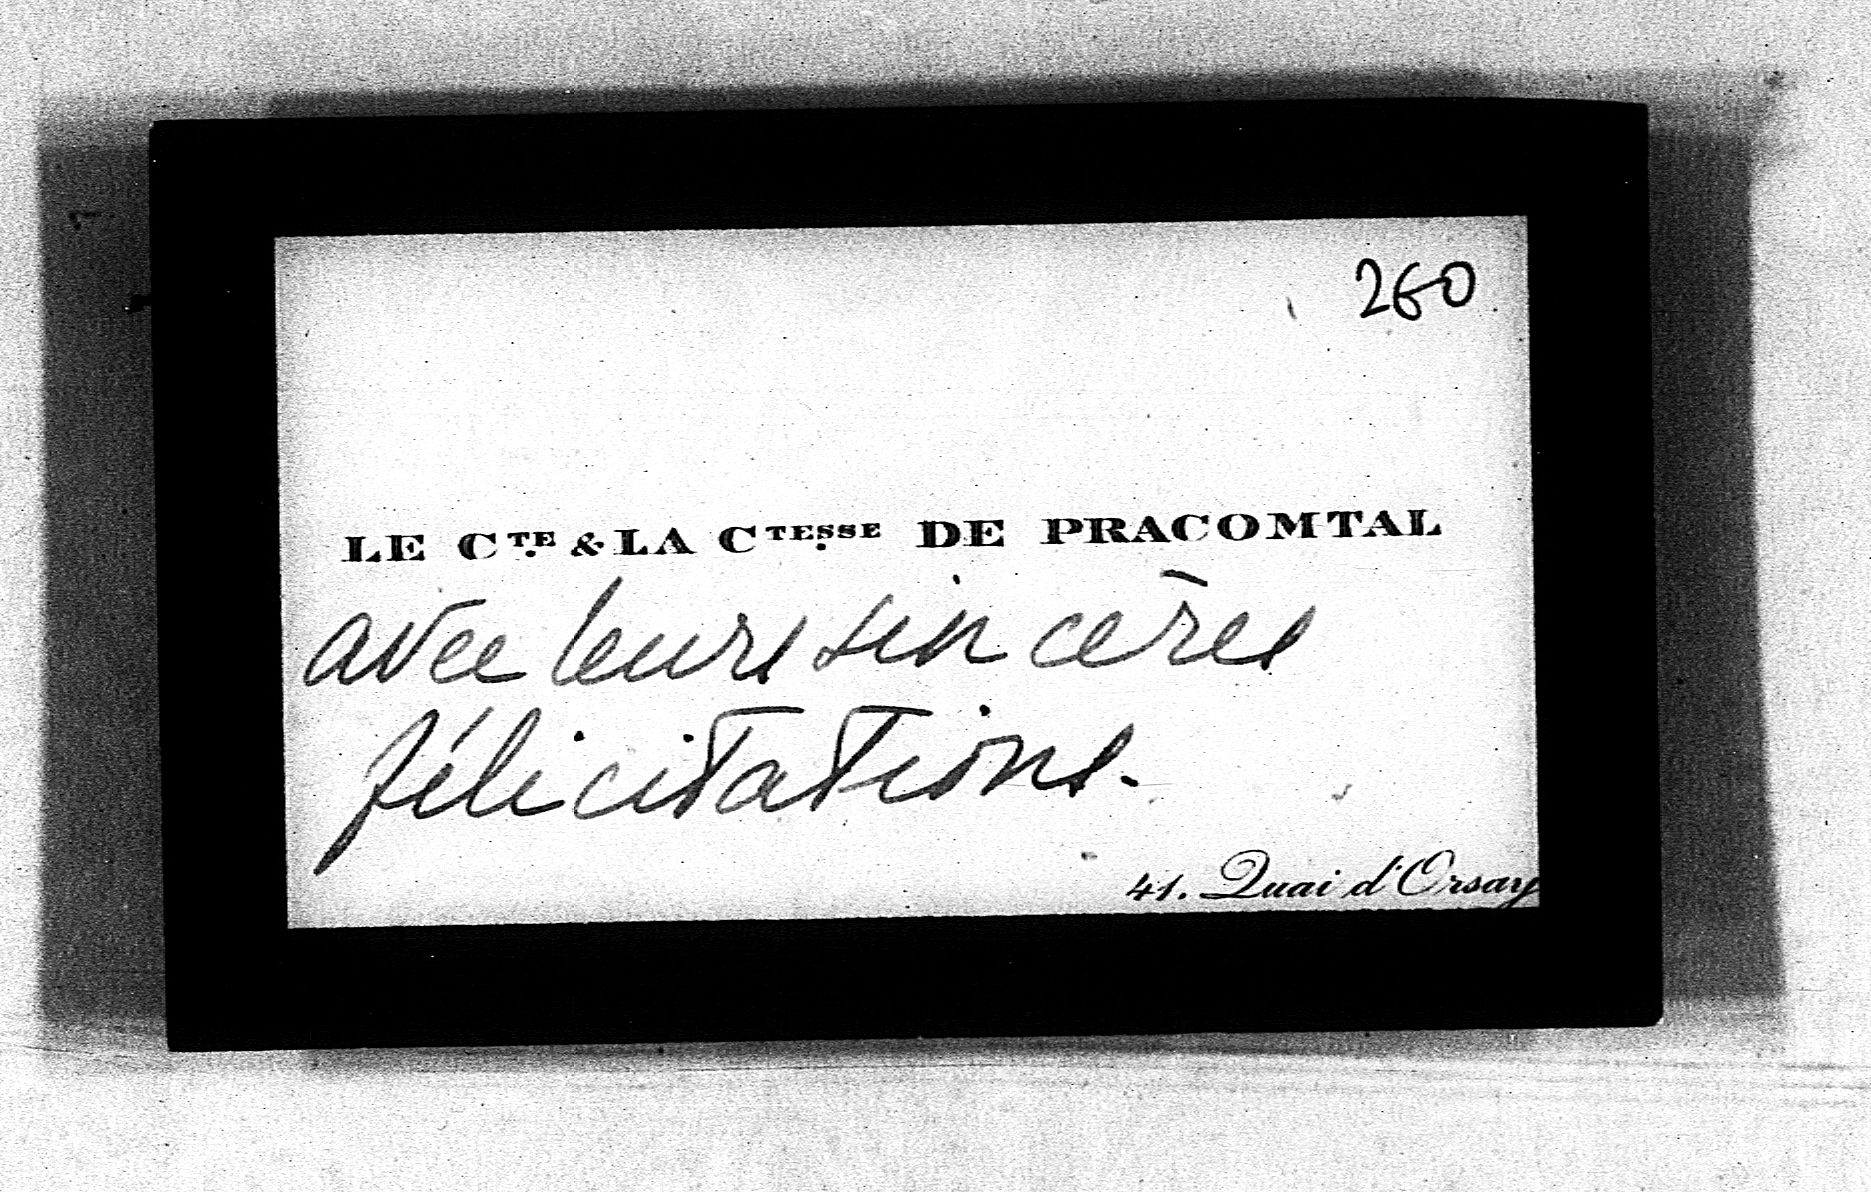 260
LE CTE & LA CTESSE DE PRACOMTAL
avec leurs sincères
félicitations.
41. Quai d'Orsay